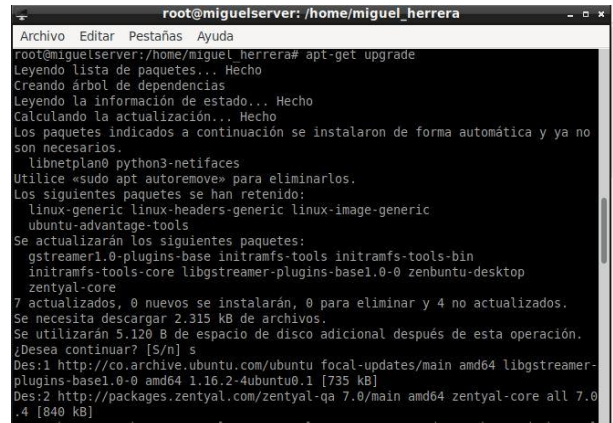 root@miguelserver: /home/miguel_herrera
Archivo Editar Pestañas Ayuda
root@miguelserver:/home/miguel_herrera# apt-get upgrade
Leyendo lista de paquetes... Hecho
Creando árbol de dependencias
Leyendo la información de estado... Hecho
Calculando la actualización... Hecho
Los paquetes indicados a continuación se instalaron de forma automática y ya no
son necesarios.
libnetplan0 python3-netifaces
Utilice «sudo apt autoremove» para eliminarlos.
Los siguientes paquetes se han retenido:
linux-generic linux-headers-generic linux-image-generic
ubuntu-advantage-tools
Se actualizarán los siguientes paquetes:
gstreamer1.0-plugins-base initramfs-tools initramfs-tools-bin
initramfs-tools-core libgstreamer-plugins-base1.0-0 zenbuntu-desktop
zentyal-core
7 actualizados, 0 nuevos se instalarán, 0 para eliminar y 4 no actualizados.
Se necesita descargar 2.315 kB de archivos.
Se utilizarán 5.120 B de espacio de disco adicional después de esta operación.
¿Desea continuar? [S/n] s
Des:1 http://co.archive.ubuntu.com/ubuntu focal-updates/main amd64 libgstreamer-
plugins-base1.0-0 amd64 1.16.2-4ubuntu0.1 [735 kB]
Des:2 http://packages.zentyal.com/zentyal-qa 7.0/main amd64 zentyal-core all 7.0
.4 [840 kB]